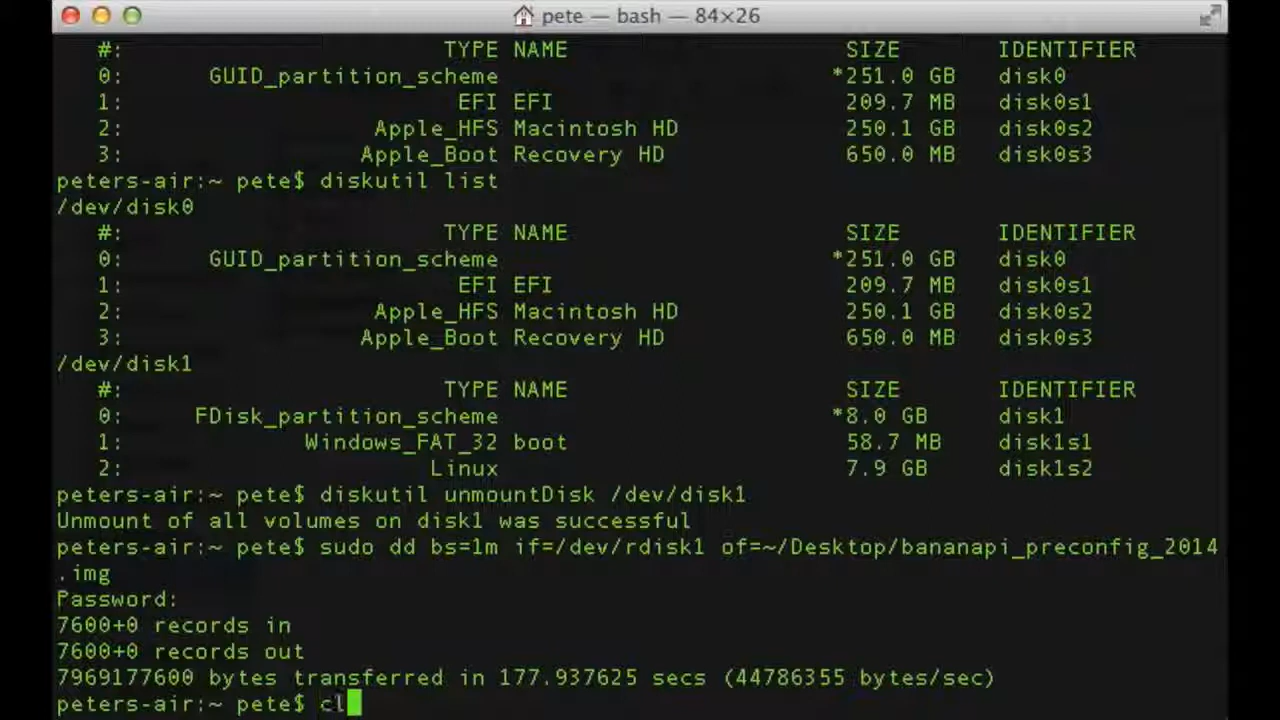 pete — bash — 84×26
#: TYPE NAME SIZE IDENTIFIER
0: GUID_partition_scheme *251.0 GB disk0
1: EFI EFI 209.7 MB disk0s1
2: Apple_HFS Macintosh HD 250.1 GB disk0s2
3: Apple_Boot Recovery HD 650.0 MB disk0s3
peters-air:~ pete$ diskutil list
/dev/disk0
#: TYPE NAME SIZE IDENTIFIER
0: GUID_partition_scheme *251.0 GB disk0
1: EFI EFI 209.7 MB disk0s1
2: Apple_HFS Macintosh HD 250.1 GB disk0s2
3: Apple_Boot Recovery HD 650.0 MB disk0s3
/dev/disk1
#: TYPE NAME SIZE IDENTIFIER
0: FDisk_partition_scheme *8.0 GB disk1
1: Windows_FAT_32 boot 58.7 MB disk1s1
2: Linux 7.9 GB disk1s2
peters-air:~ pete$ diskutil unmountDisk /dev/disk1
Unmount of all volumes on disk1 was successful
peters-air:~ pete$ sudo dd bs=1m if=/dev/rdisk1 of=~/Desktop/bananapi_preconfig_2014
.img
Password:
7600+0 records in
7600+0 records out
7969177600 bytes transferred in 177.937625 secs (44786355 bytes/sec)
peters-air:~ pete$ cl